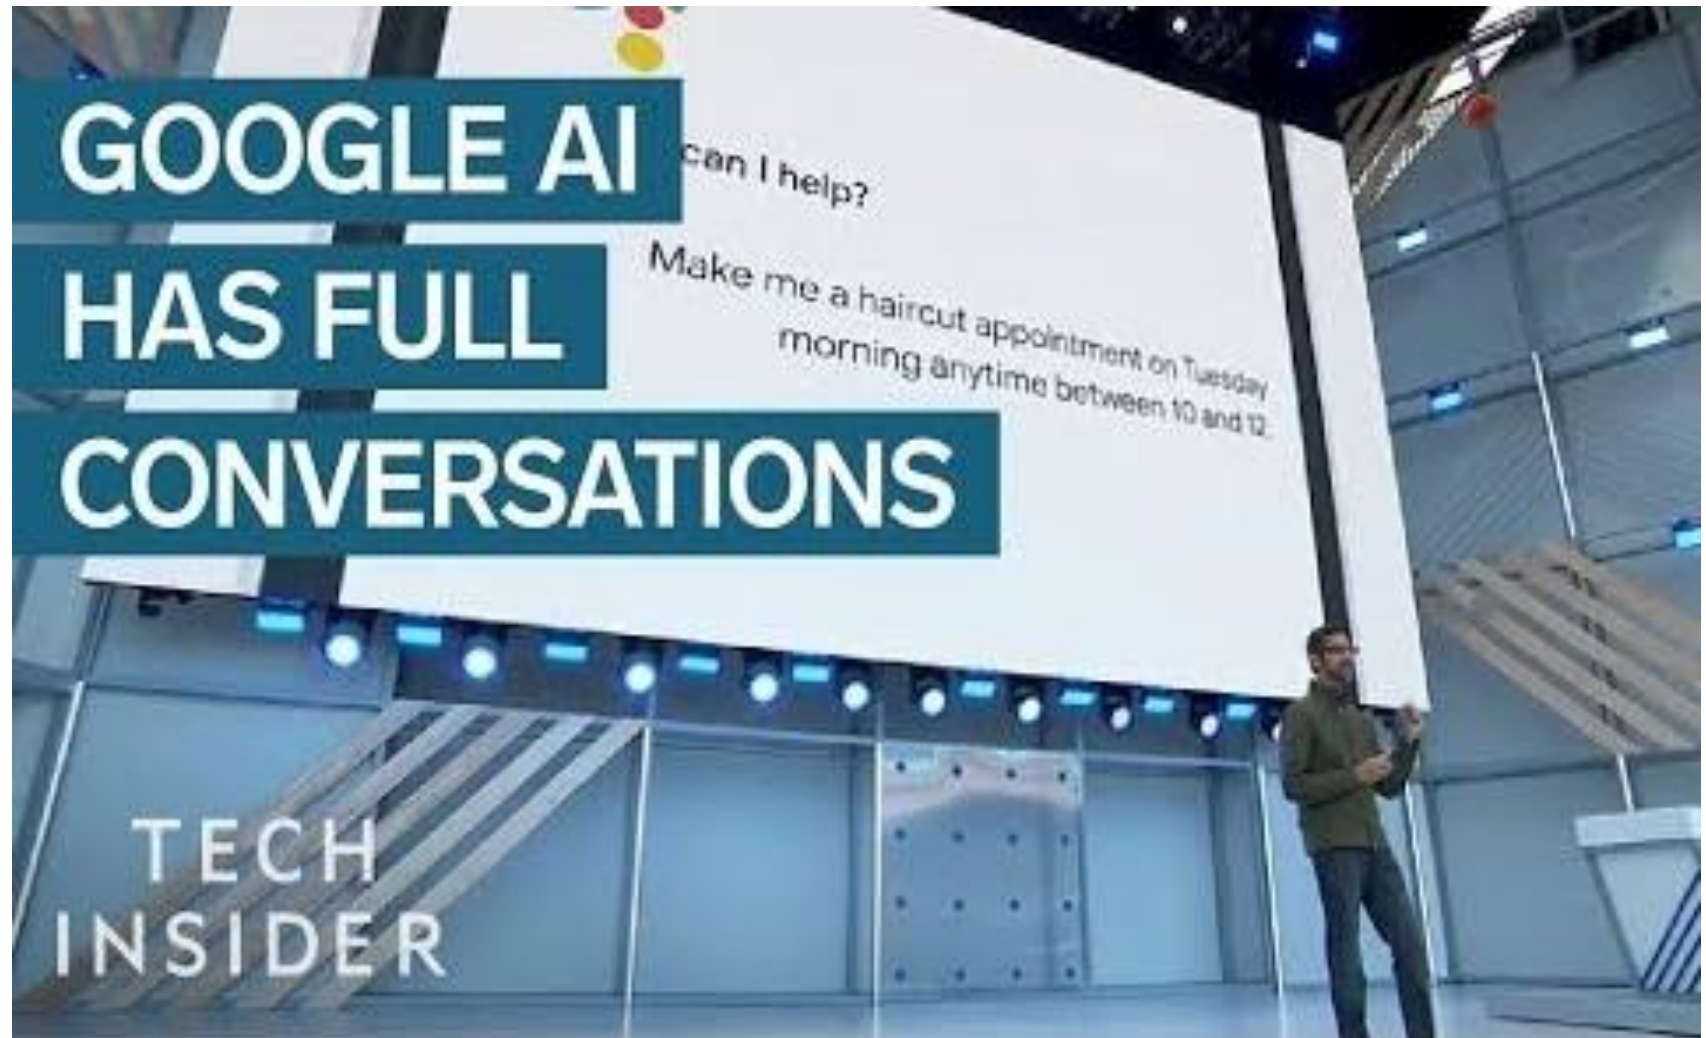 GOOGLE AI
HAS FULL
CONVERSATIONS
can I help?
Make me a haircut appointment on Tuesday
morning anytime between 10 and 12.
TECH
INSIDER